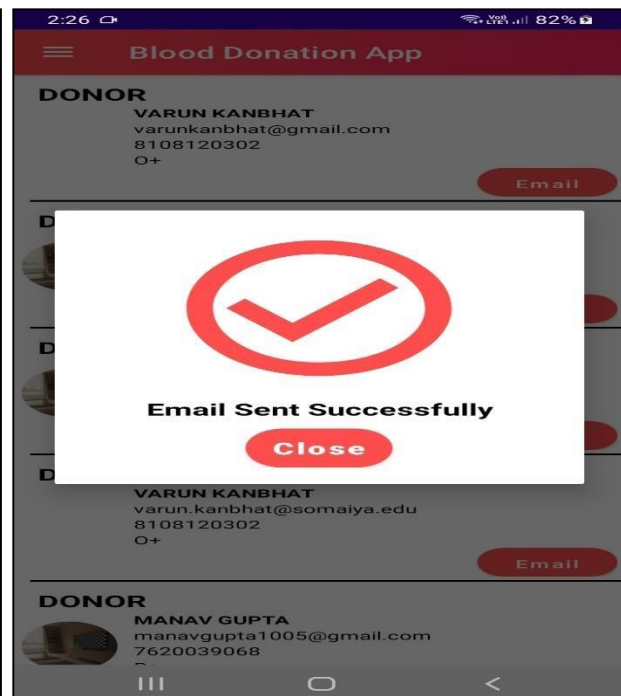 2:26 82%
Blood Donation App
DONOR
VARUN KANBHAT
varunkanbhat@gmail.com
8108120302
O+
Email
D
D
Email Sent Successfully
Close
D
VARUN KANBHAT
varun.kanbhat@somaiya.edu
8108120302
O+
Email
DONOR
MANAV GUPTA
manavgupta1005@gmail.com
7620039068